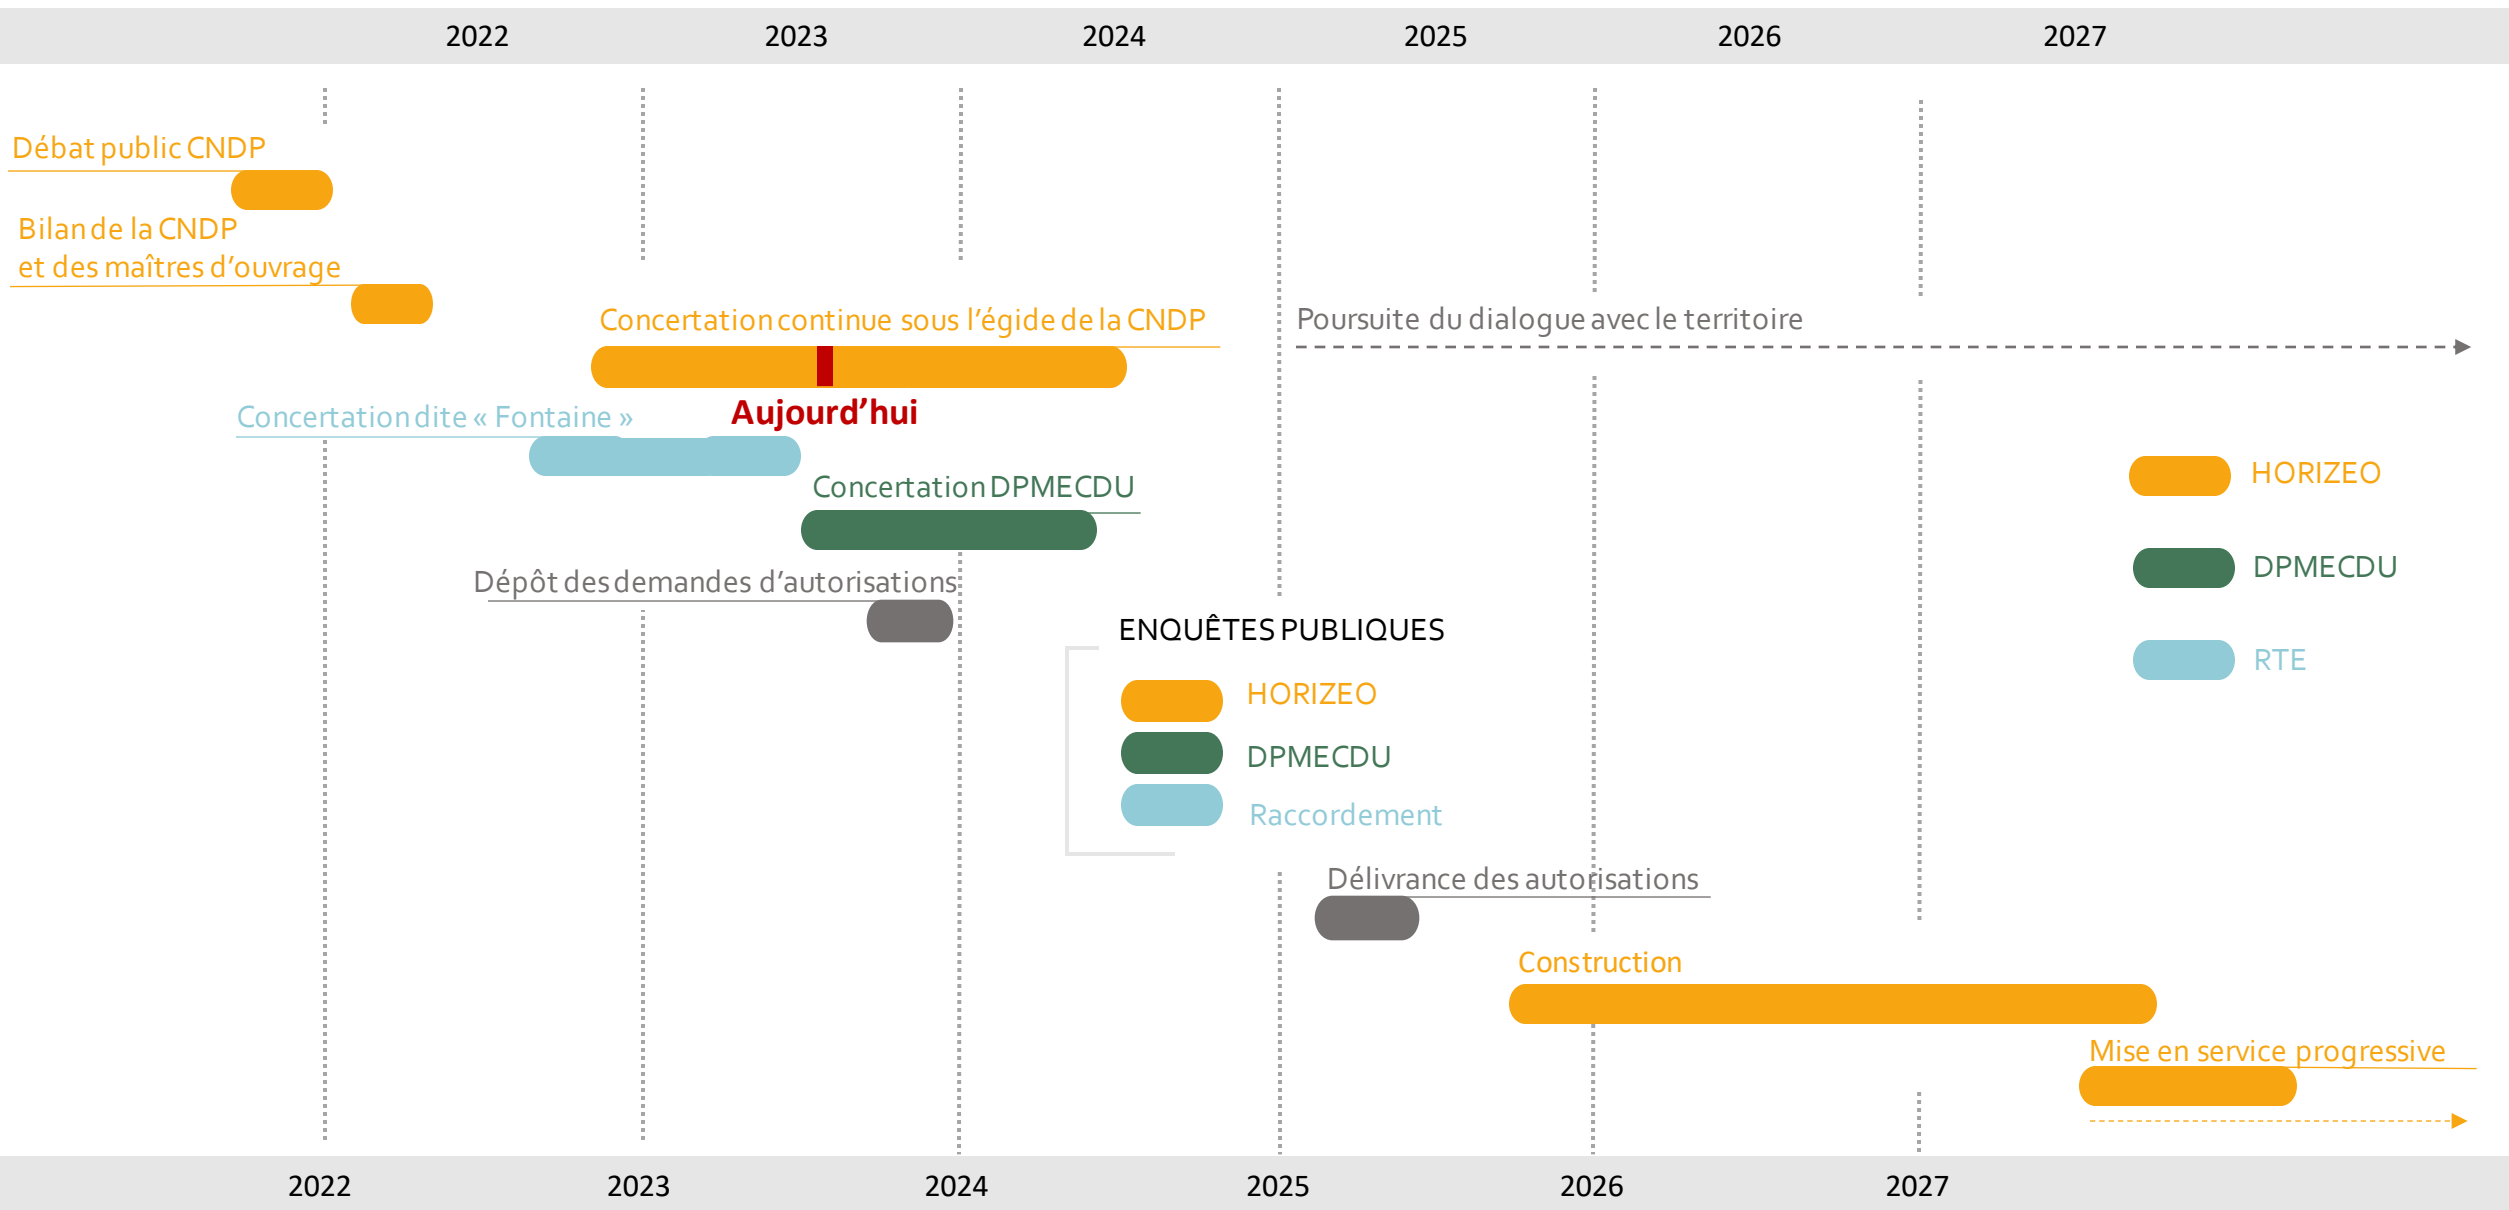 2022 2023 2024 2025 2026 2027
Débat public CNDP
Bilan de la CNDP
et des maîtres d’ouvrage
Concertation continue sous l’égide de la CNDP
Poursuite du dialogue avec le territoire
Aujourd’hui
Concertation dite « Fontaine »
Concertation DPMECDU
HORIZEO
DPMECDU
RTE
Dépôt des demandes d’autorisations
ENQUÊTES PUBLIQUES
HORIZEO
DPMECDU
Raccordement
Délivrance des autorisations
Construction
Mise en service progressive
2022 2023 2024 2025 2026 2027